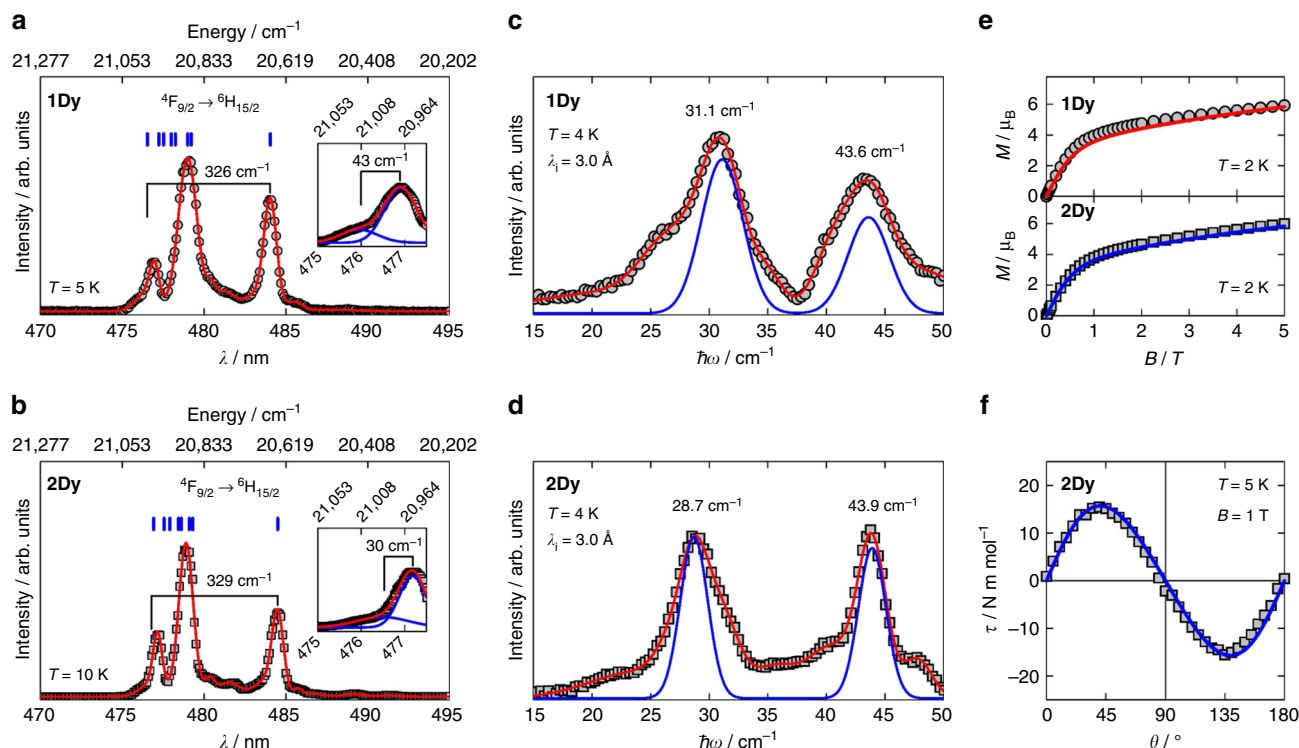 a
Energy / cm⁻¹
21,277 21,053 20,833 20,619 20,408 20,202
1Dy
⁴F₉/₂ → ⁶H₁₅/₂
326 cm⁻¹
T = 5 K
Intensity / arb. units
21,053 21,008 20,964
43 cm⁻¹
475 476 477
470 475 480 485 490 495
λ / nm
b
Energy / cm⁻¹
21,277 21,053 20,833 20,619 20,408 20,202
2Dy
⁴F₉/₂ → ⁶H₁₅/₂
329 cm⁻¹
T = 10 K
Intensity / arb. units
21,053 21,008 20,964
30 cm⁻¹
475 476 477
470 475 480 485 490 495
λ / nm
c
1Dy
31.1 cm⁻¹
T = 4 K
λᵢ = 3.0 Å
43.6 cm⁻¹
Intensity / arb. units
15 20 25 30 35 40 45 50
ħω / cm⁻¹
d
2Dy
T = 4 K
λᵢ = 3.0 Å
28.7 cm⁻¹
43.9 cm⁻¹
Intensity / arb. units
15 20 25 30 35 40 45 50
ħω / cm⁻¹
e
1Dy
T = 2 K
M / μB
6
4
2
0
2Dy
T = 2 K
M / μB
6
4
2
0
0 1 2 3 4 5
B / T
f
2Dy
T = 5 K
B = 1 T
τ / N m mol⁻¹
20
10
0
−10
−20
0 45 90 135 180
θ / °